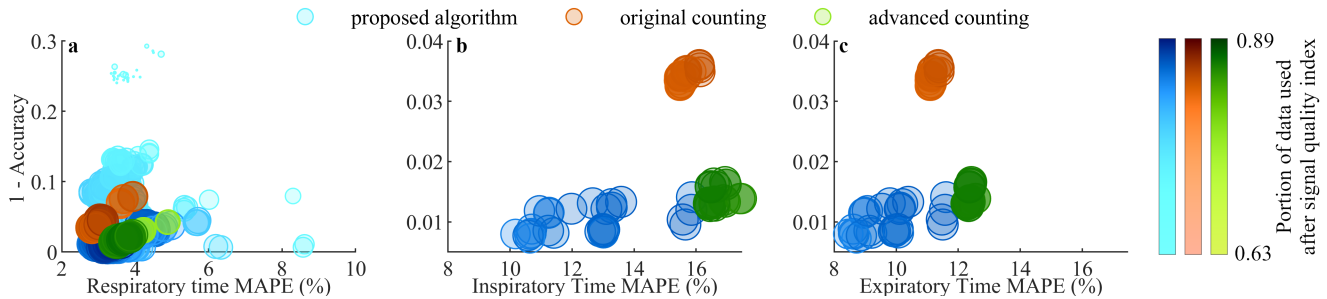 proposed algorithm original counting advanced counting
a
0.3
0.2
0.1
0
1 - Accuracy
2 4 6 8 10
Respiratory time MAPE (%)
b
0.04
0.03
0.02
0.01
8 10 12 14 16
Inspiratory Time MAPE (%)
c
0.04
0.03
0.02
0.01
8 10 12 14 16
Expiratory Time MAPE (%)
0.89
0.63
Portion of data used
after signal quality index